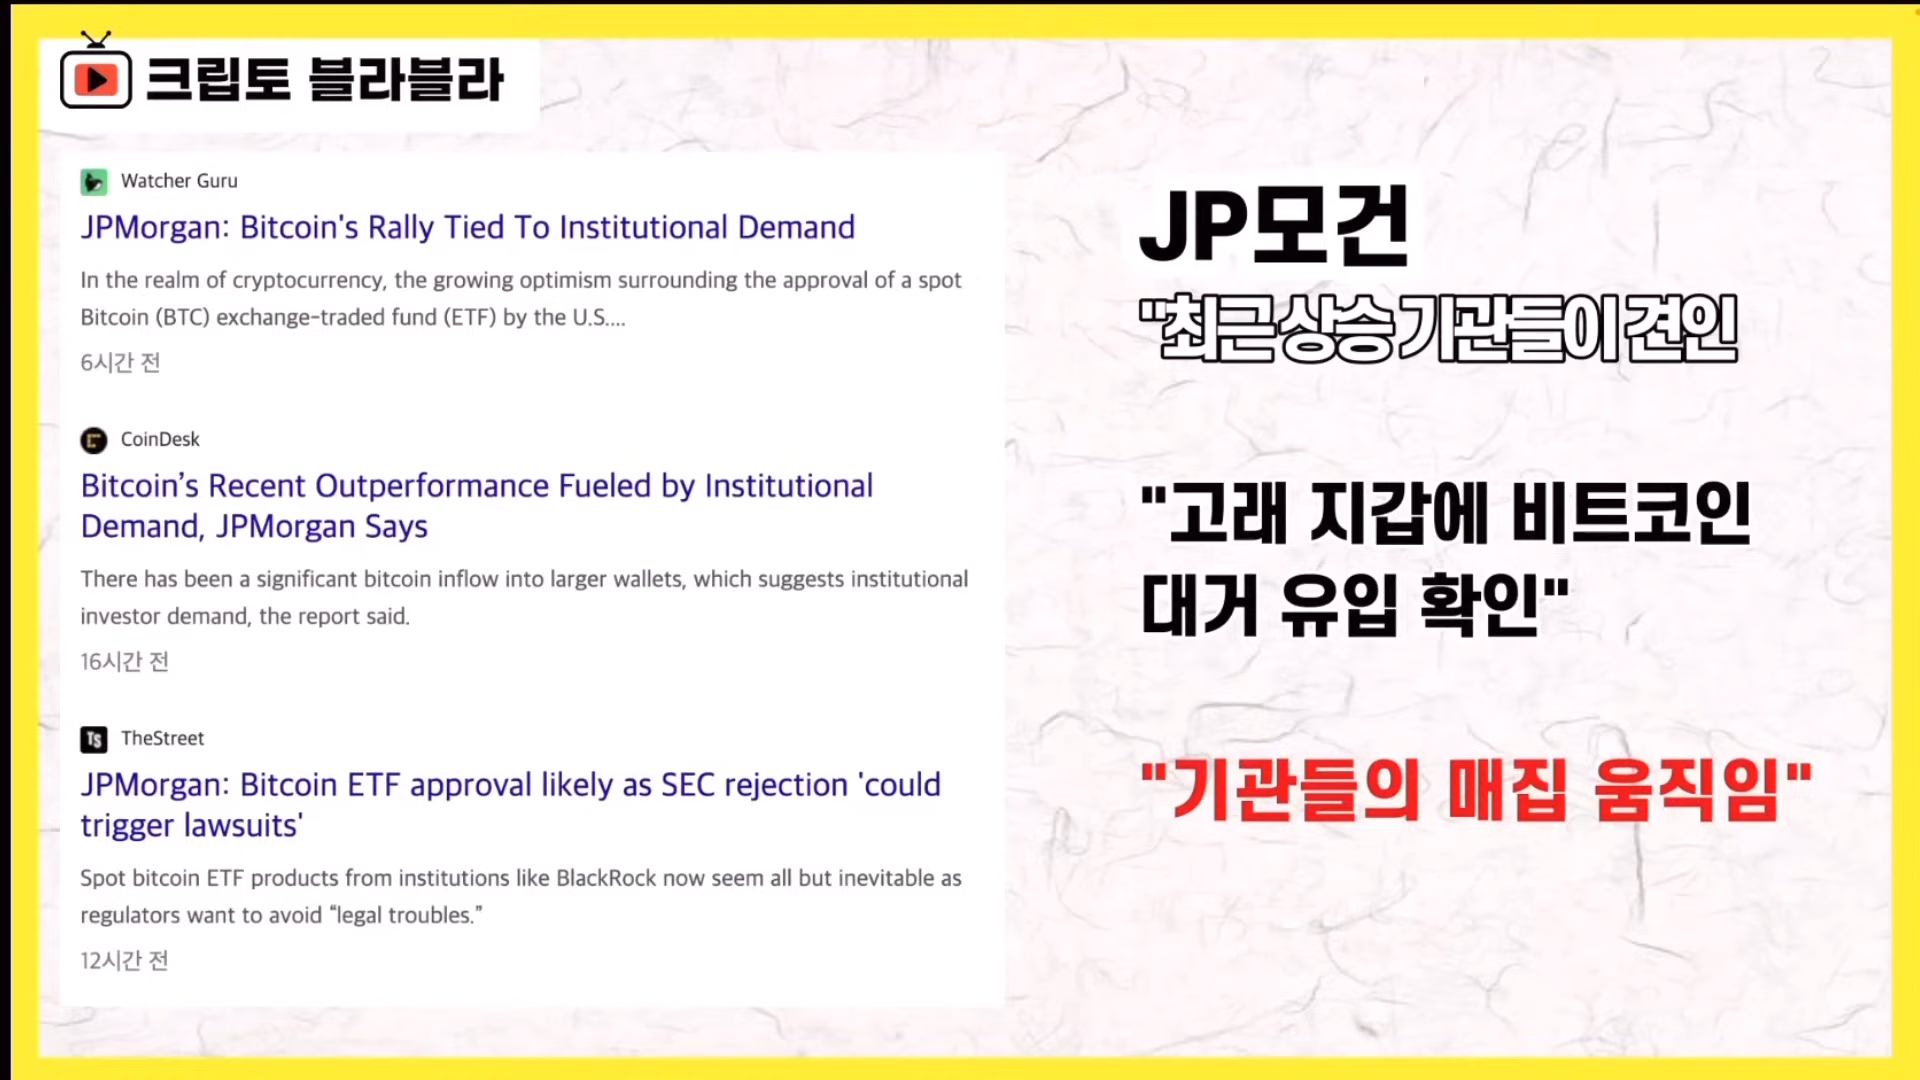 크립토 블라블라
Watcher Guru
JPMorgan: Bitcoin's Rally Tied To Institutional Demand
In the realm of cryptocurrency, the growing optimism surrounding the approval of a spot
Bitcoin (BTC) exchange-traded fund (ETF) by the U.S....
6시간 전
CoinDesk
Bitcoin’s Recent Outperformance Fueled by Institutional
Demand, JPMorgan Says
There has been a significant bitcoin inflow into larger wallets, which suggests institutional
investor demand, the report said.
16시간 전
TS
TheStreet
JPMorgan: Bitcoin ETF approval likely as SEC rejection 'could
trigger lawsuits'
Spot bitcoin ETF products from institutions like BlackRock now seem all but inevitable as
regulators want to avoid “legal troubles.”
12시간 전
JP모건
"최근 상승 기관들이 견인
"고래 지갑에 비트코인
대거 유입 확인"
"기관들의 매집 움직임"